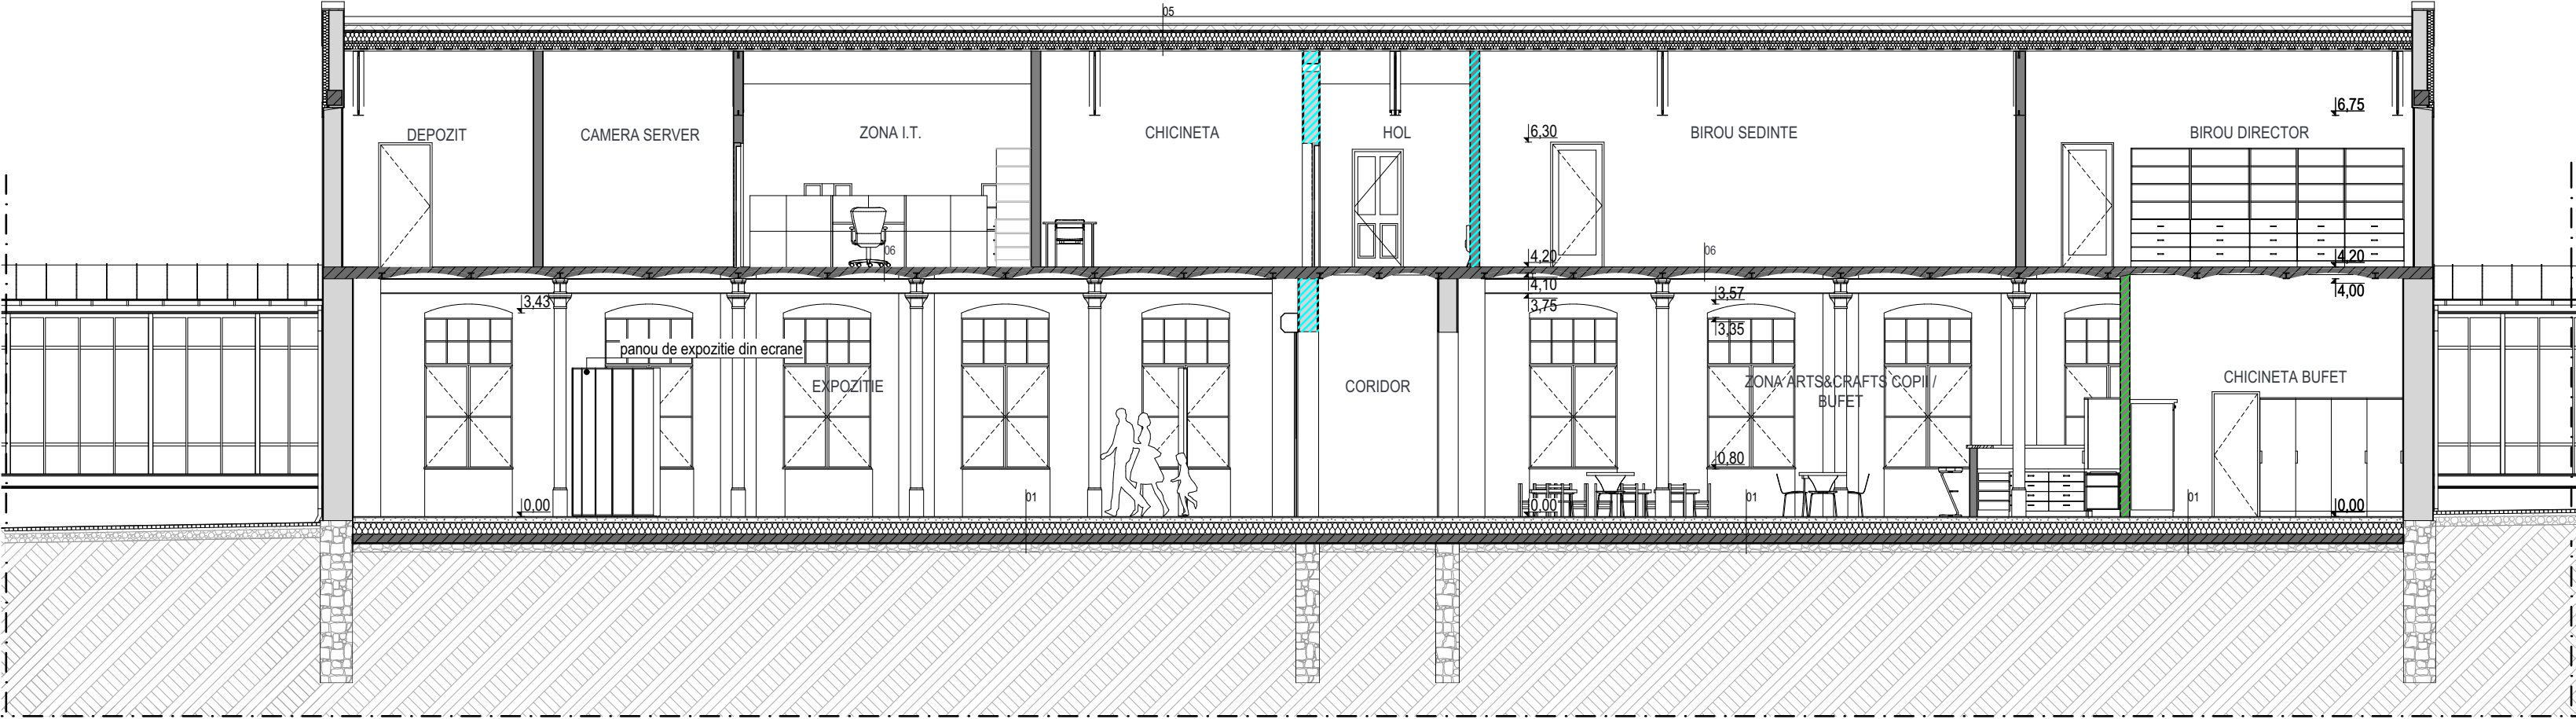 05
DEPOZIT
CAMERA SERVER
ZONA I.T.
CHICINETA
HOL
6,30
BIROU SEDINTE
6,75
BIROU DIRECTOR
06
4,20
06
4,20
4,10
4,00
3,43
3,75
3,57
3,35
panou de expozitie din ecrane
EXPOZITIE
CORIDOR
ZONA ARTS&CRAFTS COPII /
BUFET
CHICINETA BUFET
0,80
0,00
01
0,00
01
01
0,00